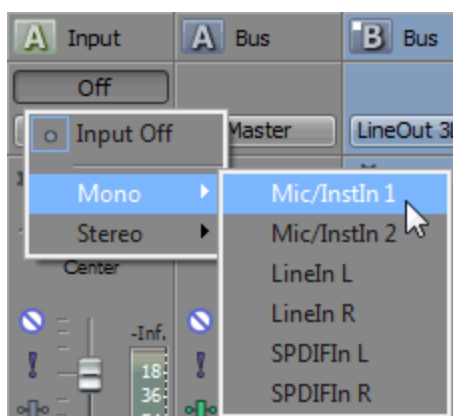 A Input
A Bus
B Bus
Off
Input Off
Master
LineOut 3
Mono
Mic/InstIn 1
Stereo
Mic/InstIn 2
Center
LineIn L
LineIn R
-Inf.
SPDIFIn L
18
SPDIFIn R
36